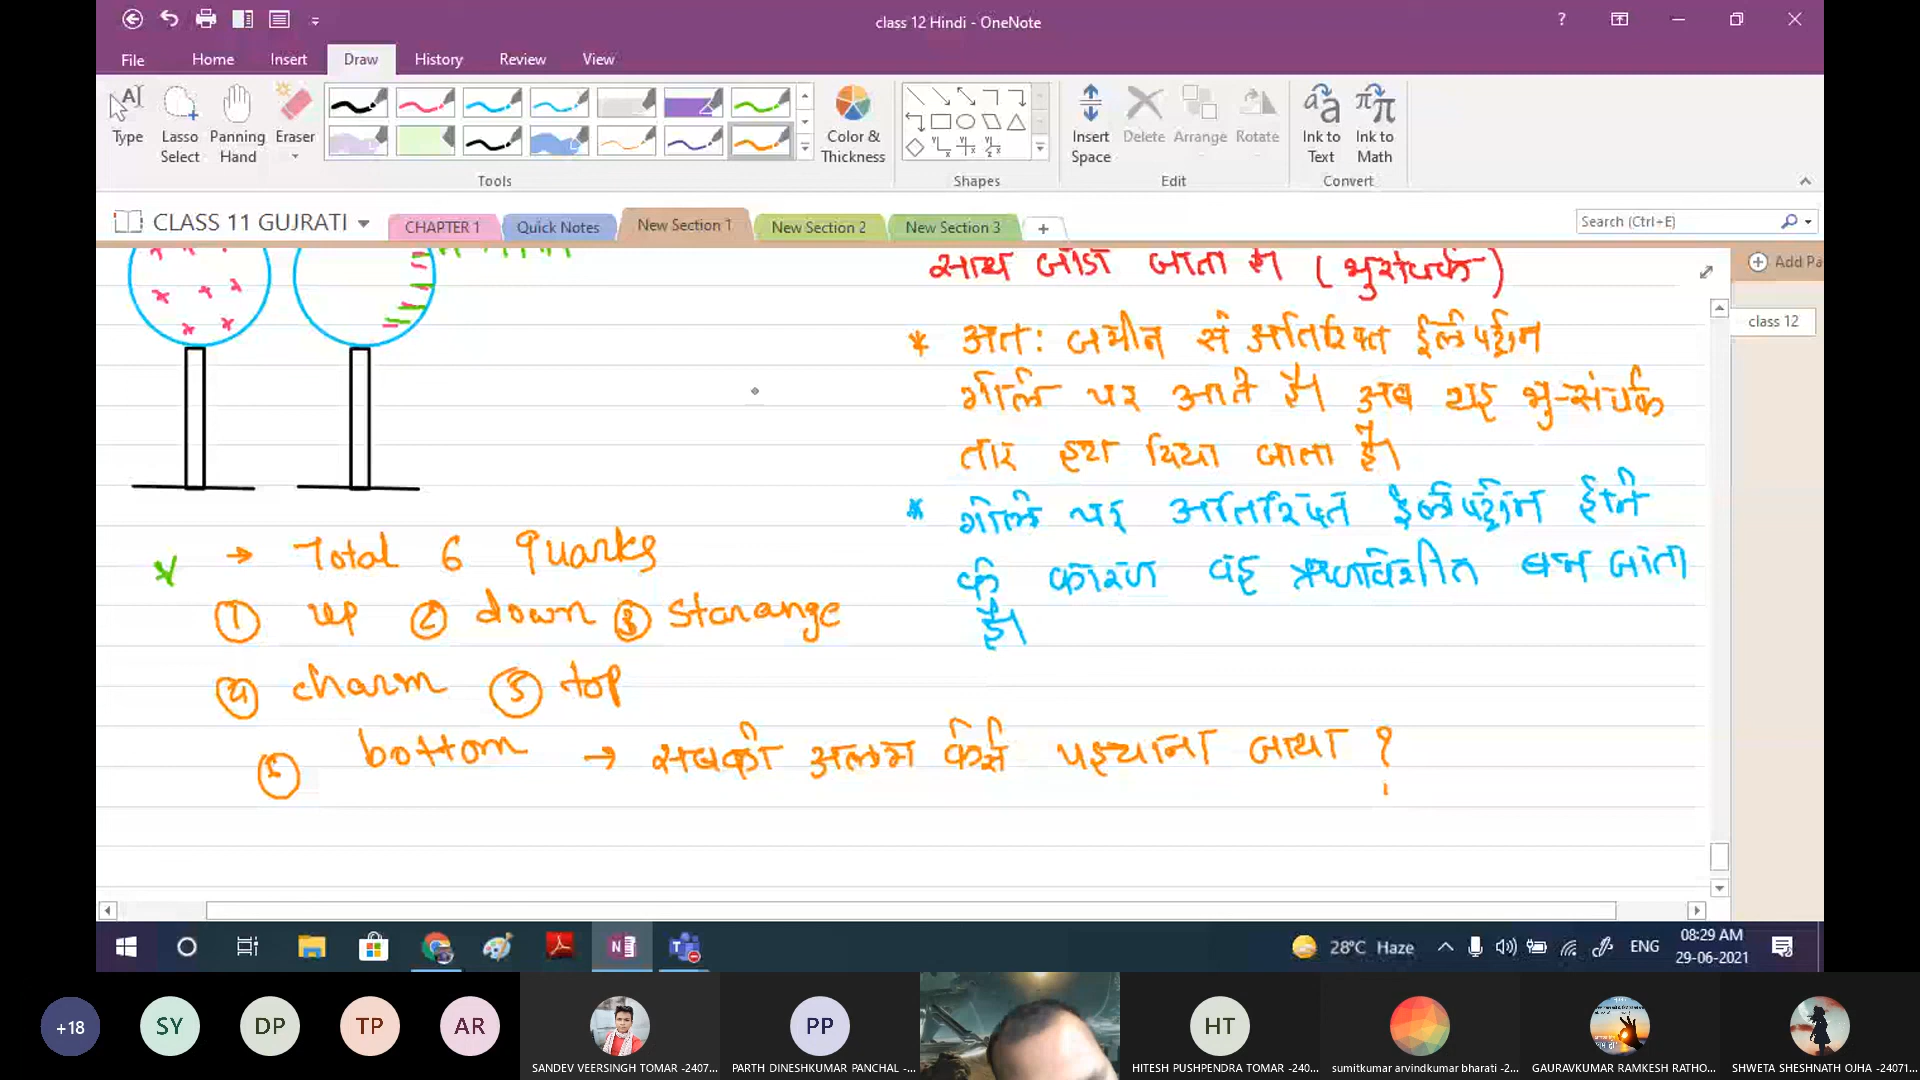 class 12 Hindi - OneNote
?
File
Home
Insert
Draw
History
Review
View
Type
Lasso Select
Panning Hand
Eraser
Color & Thickness
Insert Space
Delete
Arrange
Rotate
Ink to Text
Ink to Math
Tools
Shapes
Edit
Convert
CLASS 11 GUJRATI
CHAPTER 1
Quick Notes
New Section 1
New Section 2
New Section 3
+
Search (Ctrl+E)
Add Pa
class 12
साथ जोडा जाता है (भुसंपर्क)
* अत: जमीन से अतिरिक्त ईलेक्ट्रोन
गोले पर आते है। अब यह भु-संपर्क
तार हटा दिया जाता है।
* गोले पर अतिरिक्त ईलेक्ट्रोन होने
के कारण वह ऋणविशीत बन जाता
है।
→ Total 6 Quarks
① up ② down ③ Starange
④ charm ⑤ top
⑥ bottom → सबको अलग कैसे पहचाना जाया ?
28°C Haze
ENG
08:29 AM
29-06-2021
+18
SY
DP
TP
AR
SANDEV VEERSINGH TOMAR -2407...
PP
PARTH DINESHKUMAR PANCHAL -...
HT
HITESH PUSHPENDRA TOMAR -240...
sumitkumar arvindkumar bharati -2...
GAURAVKUMAR RAMKESH RATHO...
SHWETA SHESHNATH OJHA -24071...